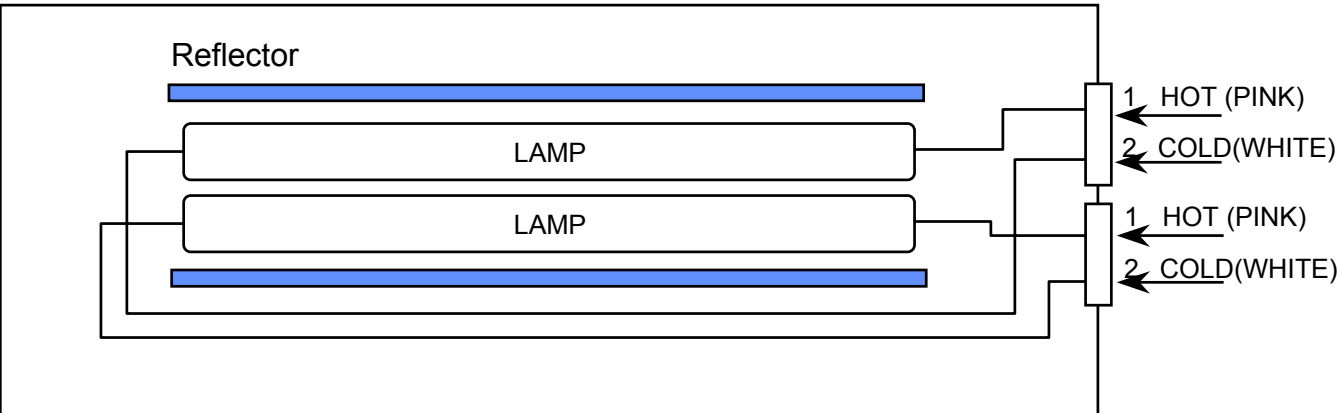 Reflector
1 HOT (PINK)
LAMP
2 COLD(WHITE)
LAMP
1 HOT (PINK)
2 COLD(WHITE)